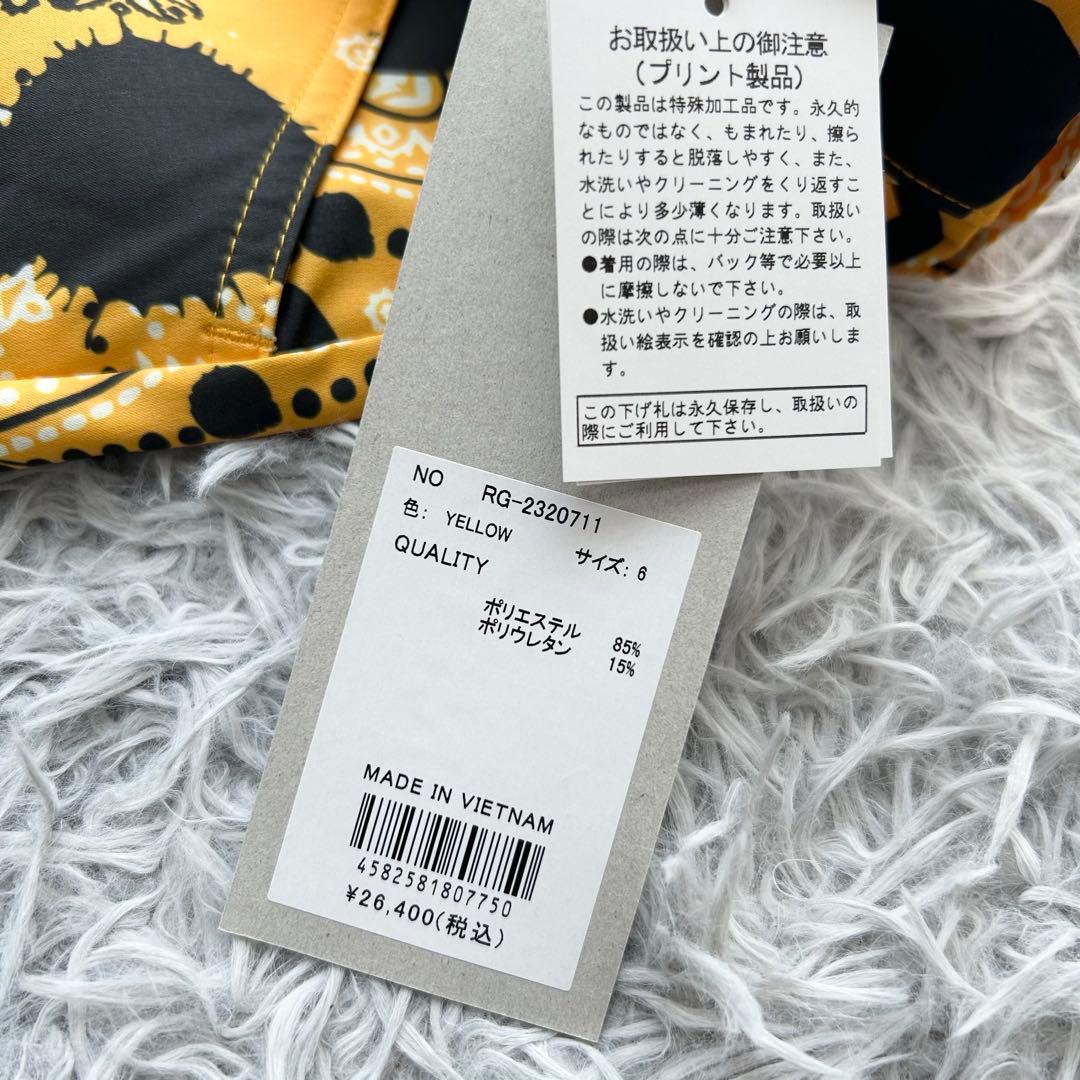 お取扱い上の御注意
(プリント製品)
この製品は特殊加工品です。永久的
なものではなく、もまれたり、擦ら
れたりすると脱落しやすく、また、
水洗いやクリーニングをくり返すこ
とにより多少薄くなります。取扱い
の際は次の点に十分ご注意下さい。
●着用の際は、バック等で必要以上
に摩擦しないで下さい。
●水洗いやクリーニングの際は、取
扱い絵表示を確認の上お願いしま
す。
この下げ札は永久保存し、取扱いの
際にご利用して下さい。
NO RG-2320711
色: YELLOW サイズ: 6
QUALITY
ポリエステル 85%
ポリウレタン 15%
MADE IN VIETNAM
4582581807750
¥26,400(税込)